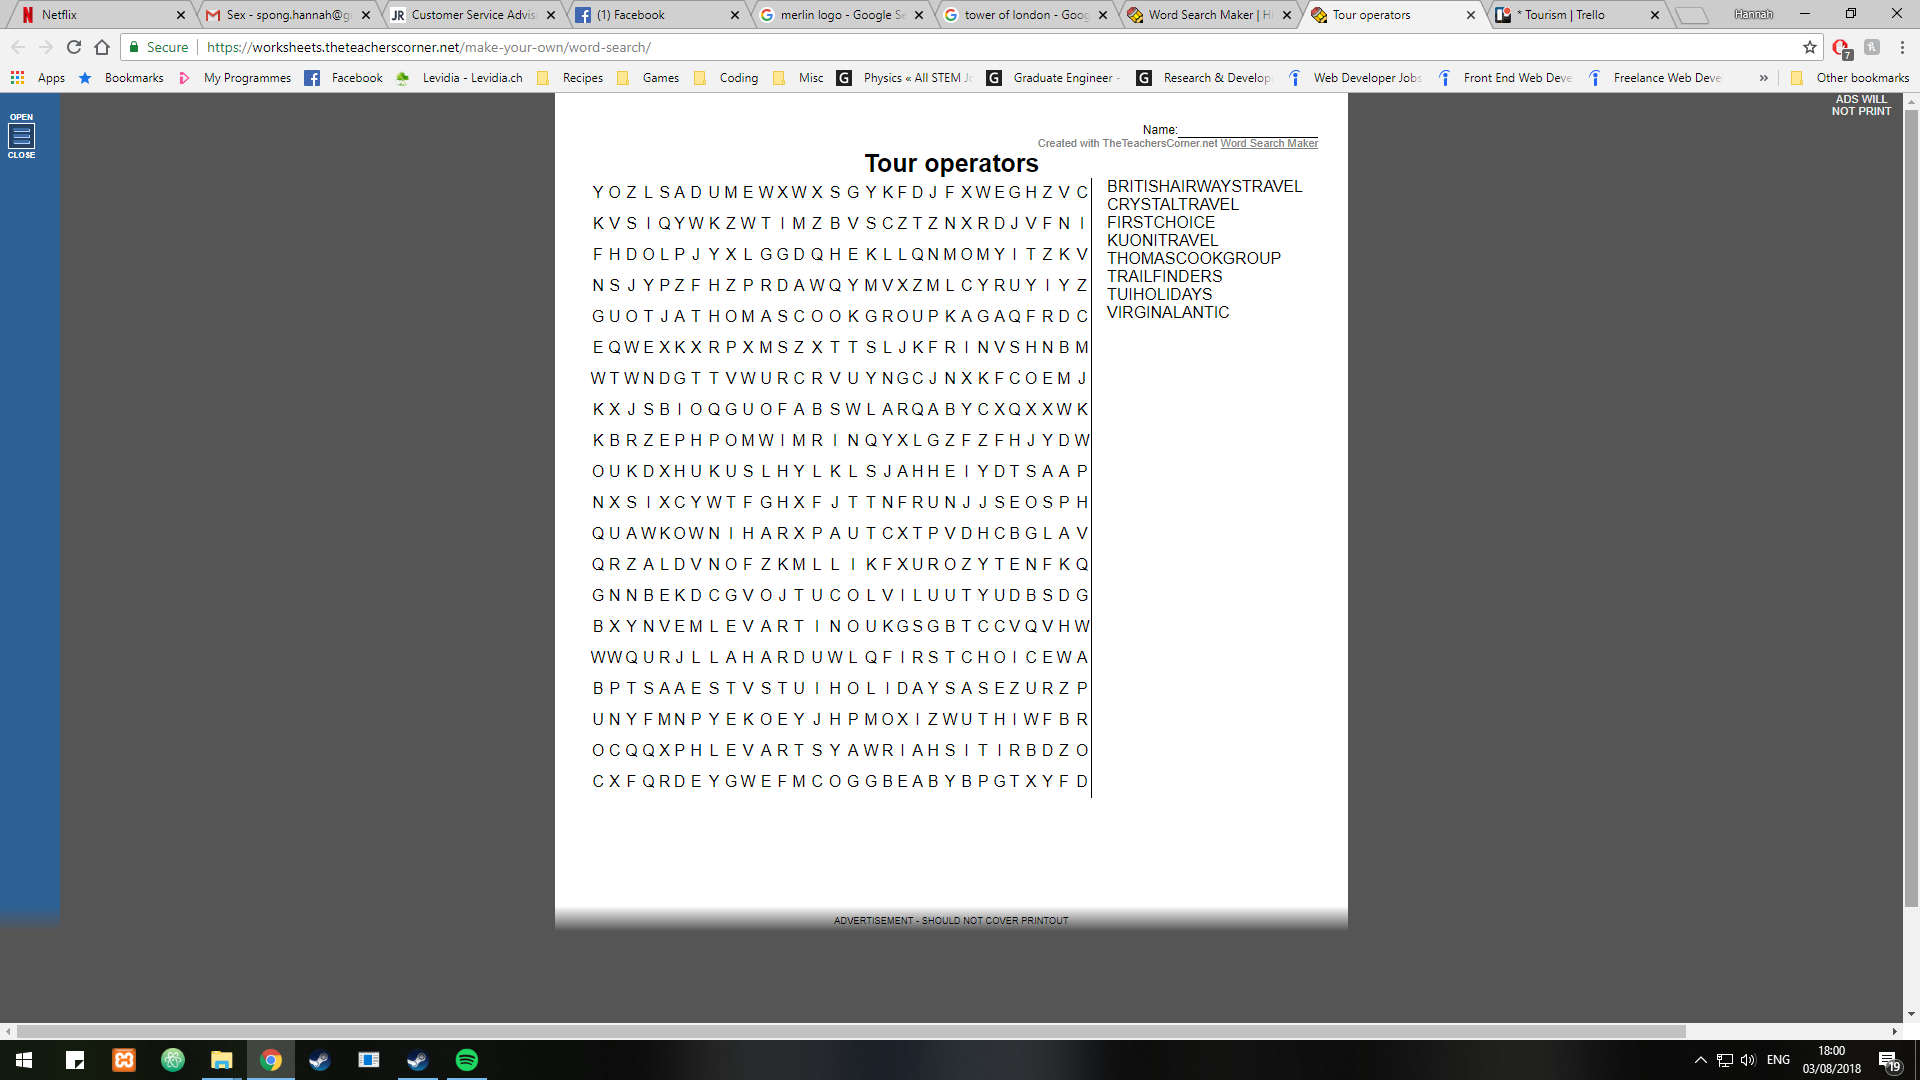 Netflix
Sex - spong.hannah@g
Customer Service Advis
(1) Facebook
merlin logo - Google Se
tower of london - Goog
Word Search Maker | Hi
Tour operators
* Tourism | Trello
Hannah
Secure
https://worksheets.theteacherscorner.net/make-your-own/word-search/
7
Apps
Bookmarks
My Programmes
Facebook
Levidia - Levidia.ch
Recipes
Games
Coding
Misc
Physics « All STEM Jo
Graduate Engineer -
Research & Develop
Web Developer Jobs
Front End Web Deve
Freelance Web Deve
»
Other bookmarks
OPEN
CLOSE
ADS WILL
NOT PRINT
Name:
Created with TheTeachersCorner.net Word Search Maker
Tour operators
Y O Z L S A D U M E W X W X S G Y K F D J F X W E G H Z V C
K V S I Q Y W K Z W T I M Z B V S C Z T Z N X R D J V F N I
F H D O L P J Y X L G G D Q H E K L L Q N M O M Y I T Z K V
N S J Y P Z F H Z P R D A W Q Y M V X Z M L C Y R U Y I Y Z
G U O T J A T H O M A S C O O K G R O U P K A G A Q F R D C
E Q W E X K X R P X M S Z X T T S L J K F R I N V S H N B M
W T W N D G T T V W U R C R V U Y N G C J N X K F C O E M J
K X J S B I O Q G U O F A B S W L A R Q A B Y C X Q X X W K
K B R Z E P H P O M W I M R I N Q Y X L G Z F Z F H J Y D W
O U K D X H U K U S L H Y L K L S J A H H E I Y D T S A A P
N X S I X C Y W T F G H X F J T T N F R U N J J S E O S P H
Q U A W K O W N I H A R X P A U T C X T P V D H C B G L A V
Q R Z A L D V N O F Z K M L L I K F X U R O Z Y T E N F K Q
G N N B E K D C G V O J T U C O L V I L U U T Y U D B S D G
B X Y N V E M L E V A R T I N O U K G S G B T C C V Q V H W
W W Q U R J L L A H A R D U W L Q F I R S T C H O I C E W A
B P T S A A E S T V S T U I H O L I D A Y S A S E Z U R Z P
U N Y F M N P Y E K O E Y J H P M O X I Z W U T H I W F B R
O C Q Q X P H L E V A R T S Y A W R I A H S I T I R B D Z O
C X F Q R D E Y G W E F M C O G G B E A B Y B P G T X Y F D
BRITISHAIRWAYSTRAVEL
CRYSTALTRAVEL
FIRSTCHOICE
KUONITRAVEL
THOMASCOOKGROUP
TRAILFINDERS
TUIHOLIDAYS
VIRGINALANTIC
ADVERTISEMENT - SHOULD NOT COVER PRINTOUT
ENG
18:00
03/08/2018
19